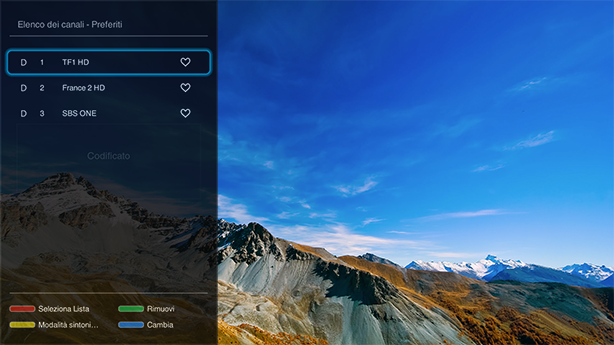 Elenco dei canali - Preferiti
D 1 TF1 HD
D 2 France 2 HD
D 3 SBS ONE
Codificato
Seleziona Lista Rimuovi
Modalità sintoni... Cambia